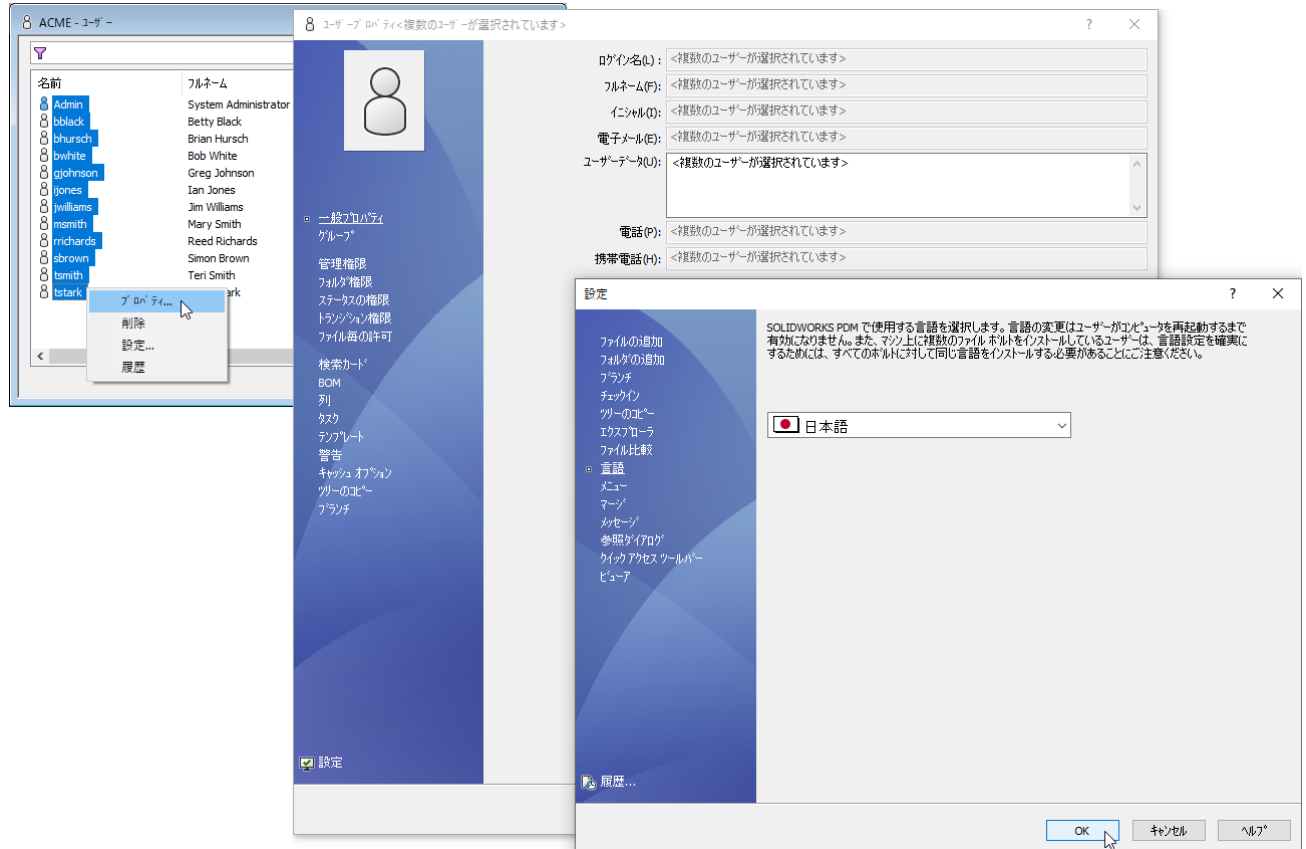 ACME - ユーザー
名前 フルネーム
Admin System Administrator
bblack Betty Black
bhursch Brian Hursch
bwhite Bob White
gjohnson Greg Johnson
ijones Ian Jones
jwilliams Jim Williams
msmith Mary Smith
rrichards Reed Richards
sbrown Simon Brown
tsmith Teri Smith
tstark ark
プロパティ...
削除
設定...
履歴
ユーザープロパティ<複数のユーザーが選択されています>
? ×
ログイン名(L) : <複数のユーザーが選択されています>
フルネーム(F): <複数のユーザーが選択されています>
イニシャル(I): <複数のユーザーが選択されています>
電子メール(E): <複数のユーザーが選択されています>
ユーザーデータ(U): <複数のユーザーが選択されています>
電話(P): <複数のユーザーが選択されています>
携帯電話(H): <複数のユーザーが選択されています>
一般プロパティ
グループ
管理権限
フォルダ権限
ステータスの権限
トランジション権限
ファイル毎の許可
検索カード
BOM
列
タスク
テンプレート
警告
キャッシュ オプション
ツリーのコピー
ブランチ
設定
設定
? ×
ファイルの追加
フォルダの追加
ブランチ
チェックイン
ツリーのコピー
エクスプローラ
ファイル比較
言語
メニュー
マージ
メッセージ
参照ダイアログ
クイック アクセス ツールバー
ビューア
履歴...
SOLIDWORKS PDM で使用する言語を選択します。言語の変更はユーザーがコンピュータを再起動するまで
有効になりません。また、マシン上に複数のファイル ボルトをインストールしているユーザーは、言語設定を確実に
するためには、すべてのボルトに対して同じ言語をインストールする必要があることにご注意ください。
日本語
OK キャンセル ヘルプ